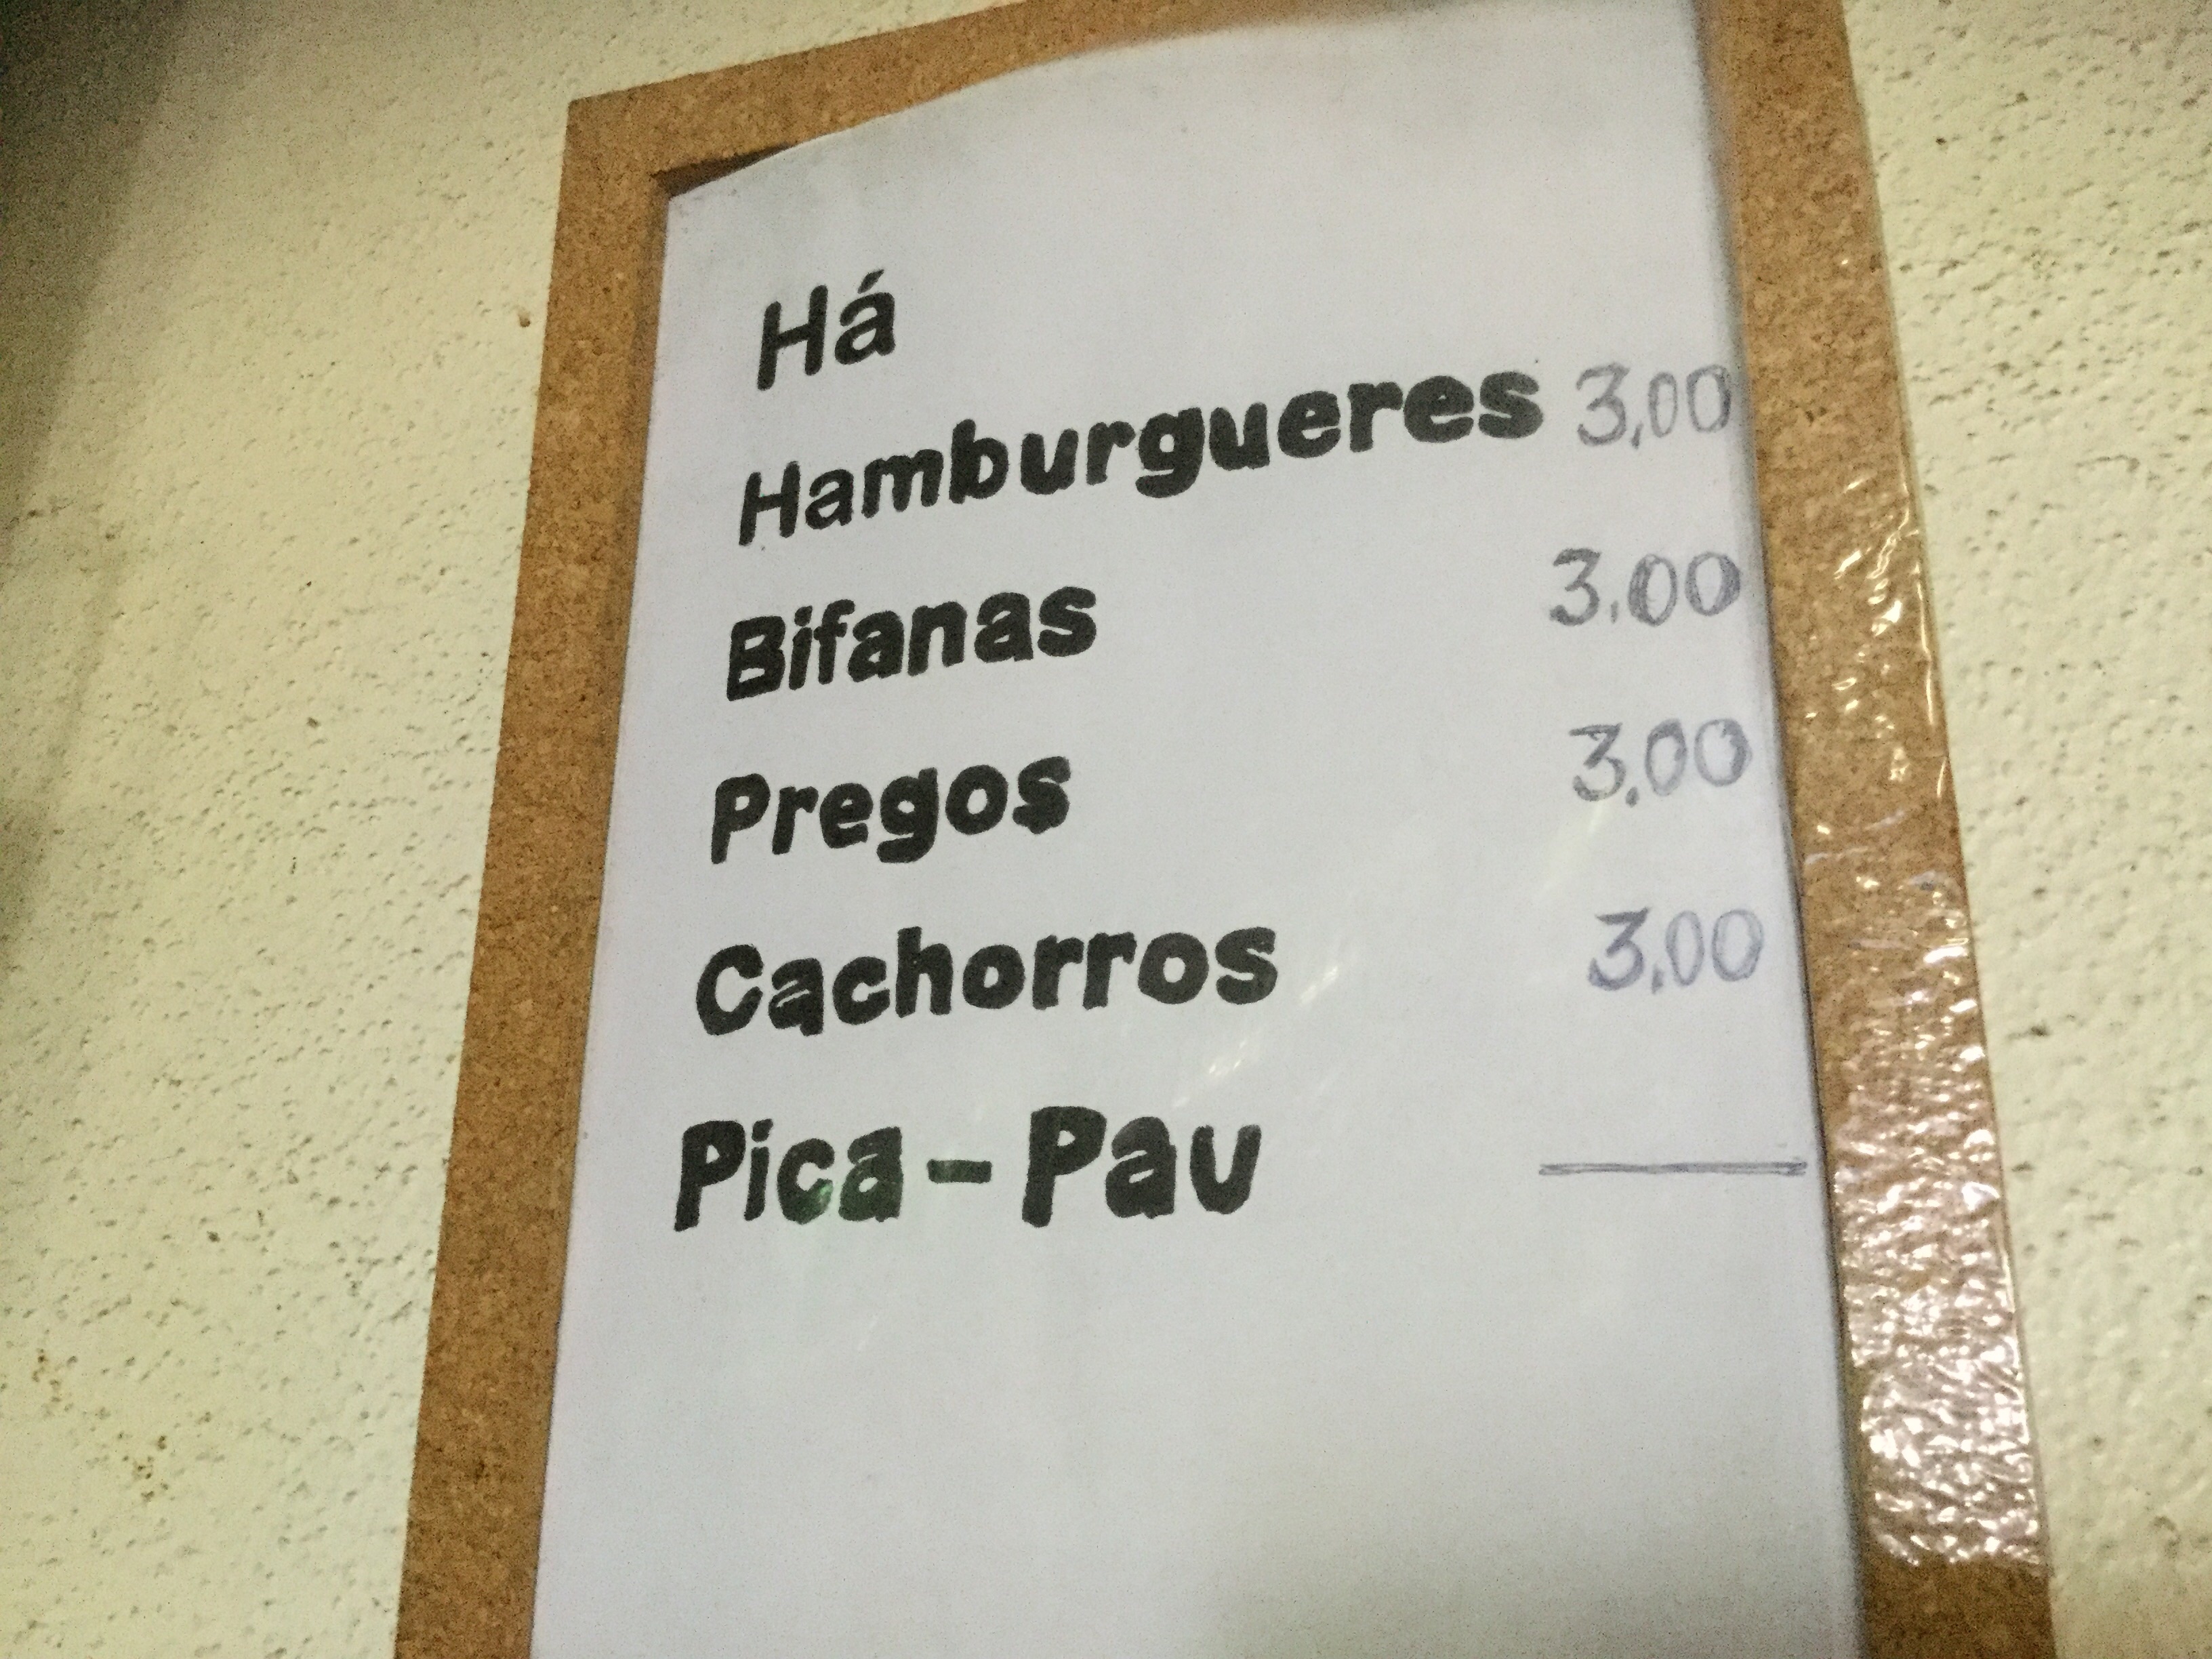 Há
Hamburgueres 3,00
Bifanas 3,00
Pregos 3,00
Cachorros 3,00
Pica-Pau —